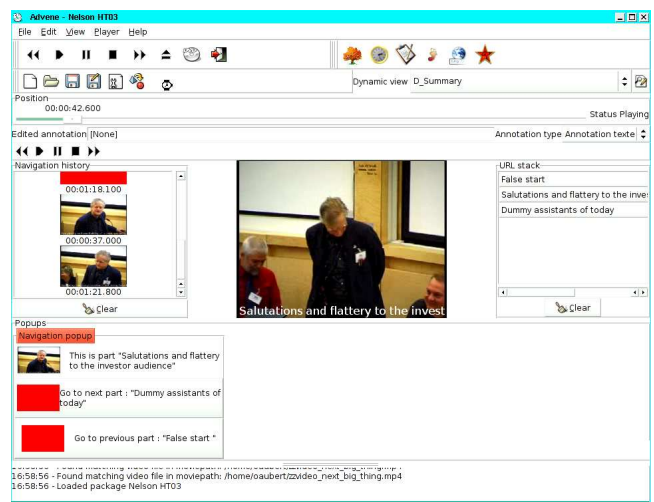 Advene - Nelson HT03
File Edit View Player Help
Dynamic view D_Summary
Position
00:00:42.600
Status Playing
Edited annotation [None]
Annotation type Annotation texte
Navigation history
00:01:18.100
00:00:37.000
00:01:21.800
Clear
Salutations and flattery to the invest
URL stack
False start
Salutations and flattery to the inve
Dummy assistants of today
Clear
Popups
Navigation popup
This is part "Salutations and flattery
to the investor audience"
Go to next part : "Dummy assistants of
today"
Go to previous part : "False start "
16:58:56 - Found matching video file in moviepath: /home/oaubert/zzvideo_next_big_thing.mp4
16:58:56 - Loaded package Nelson HT03